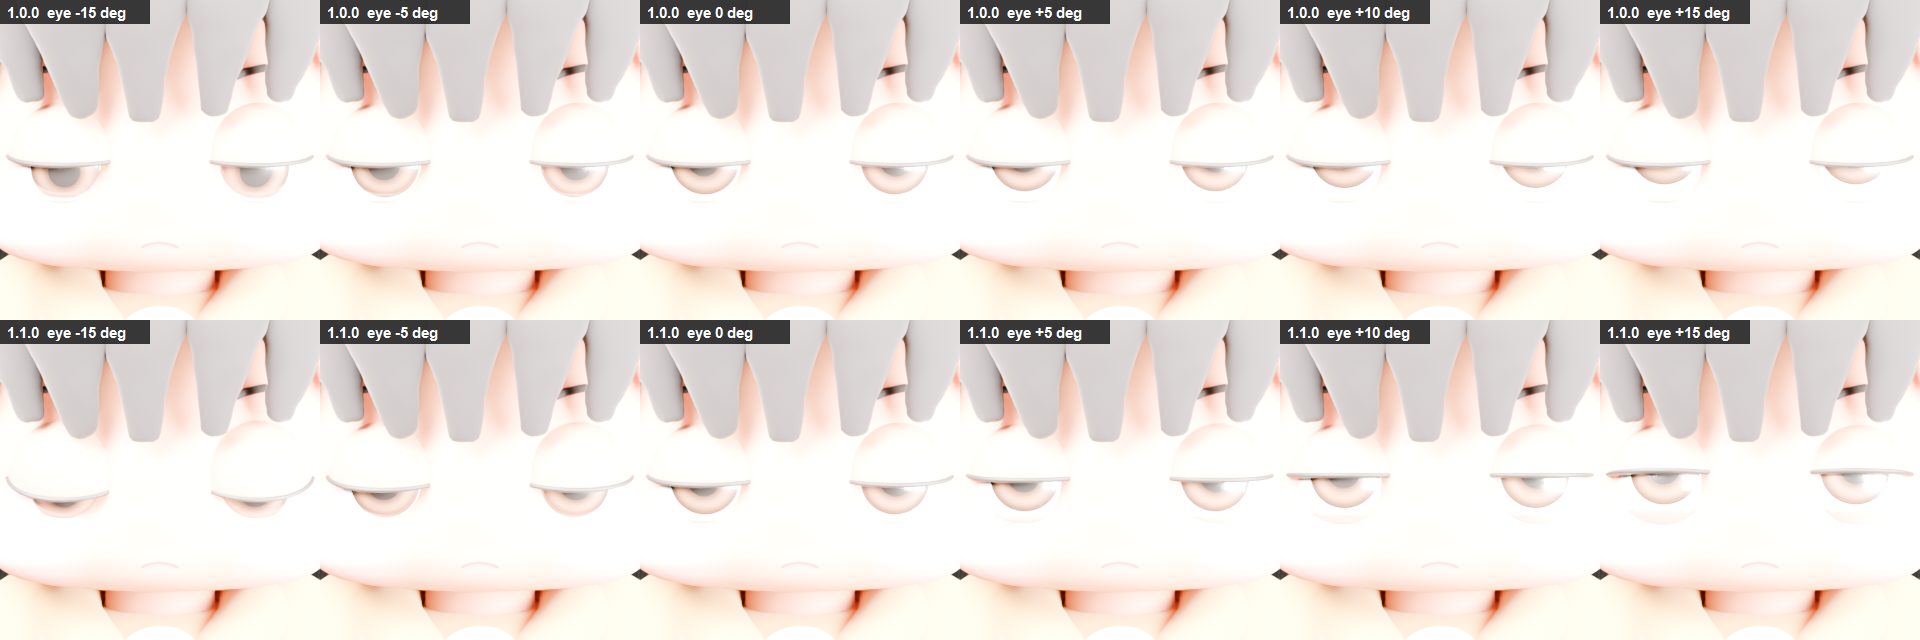 1.0.0 eye -15 deg
1.0.0 eye -5 deg
1.0.0 eye 0 deg
1.0.0 eye +5 deg
1.0.0 eye +10 deg
1.0.0 eye +15 deg
1.1.0 eye -15 deg
1.1.0 eye -5 deg
1.1.0 eye 0 deg
1.1.0 eye +5 deg
1.1.0 eye +10 deg
1.1.0 eye +15 deg